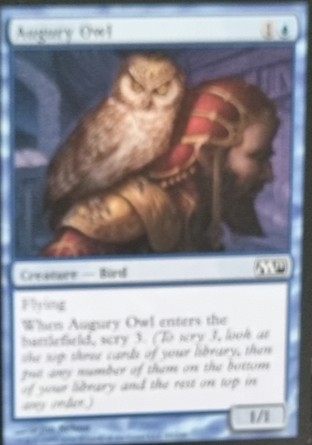 Augury Owl
1
Creature — Bird
Flying
When Augury Owl enters the
battlefield, scry 3. (To scry 3, look at
the top three cards of your library, then
put any number of them on the bottom
of your library and the rest on top in
any order.)
1/1